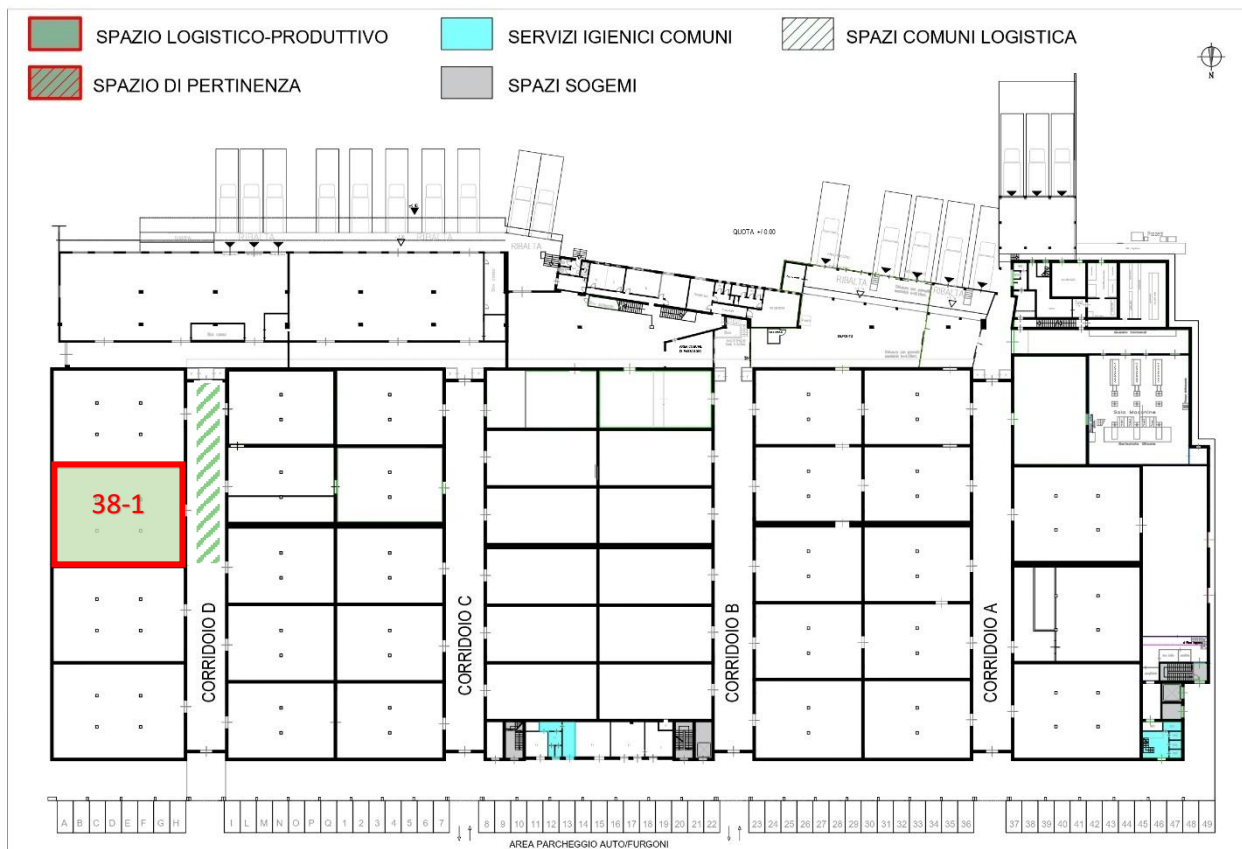 SPAZIO LOGISTICO-PRODUTTIVO
SERVIZI IGIENICI COMUNI
SPAZI COMUNI LOGISTICA
SPAZIO DI PERTINENZA
SPAZI SOGEMI
N
QUOTA +/ 0.00
RIBALTA
RIBALTA
RIBALTA
RIBALTA
RIBALTA
38-1
Sala Macchine
CORRIDOIO D
CORRIDOIO C
CORRIDOIO B
CORRIDOIO A
A B C D E F G H
I L M N O P Q 1 2 3 4 5 6 7
8 9 10 11 12 13 14 15 16 17 18 19 20 21 22
23 24 25 26 27 28 29 30 31 32 33 34 35 36
37 38 39 40 41 42 43 44 45 46 47 48 49
AREA PARCHEGGIO AUTO/FURGONI